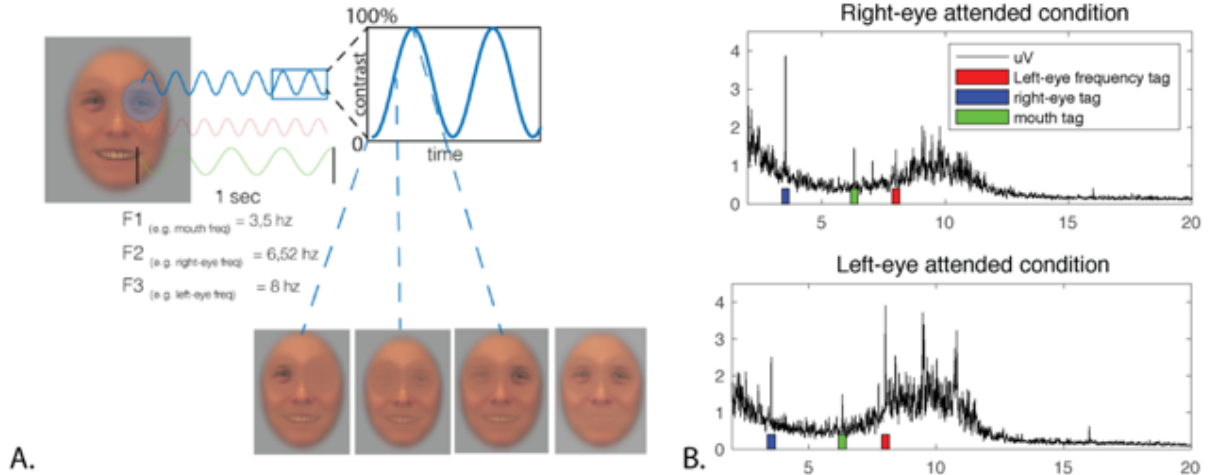 100%
contrast
0
time
1 sec
F1 (e.g. mouth freq) = 3,5 hz
F2 (e.g. right-eye freq) = 6,52 hz
F3 (e.g. left-eye freq) = 8 hz
A.
Right-eye attended condition
4
3
2
1
0
uV
Left-eye frequency tag
right-eye tag
mouth tag
5 10 15 20
Left-eye attended condition
4
3
2
1
0
5 10 15 20
B.